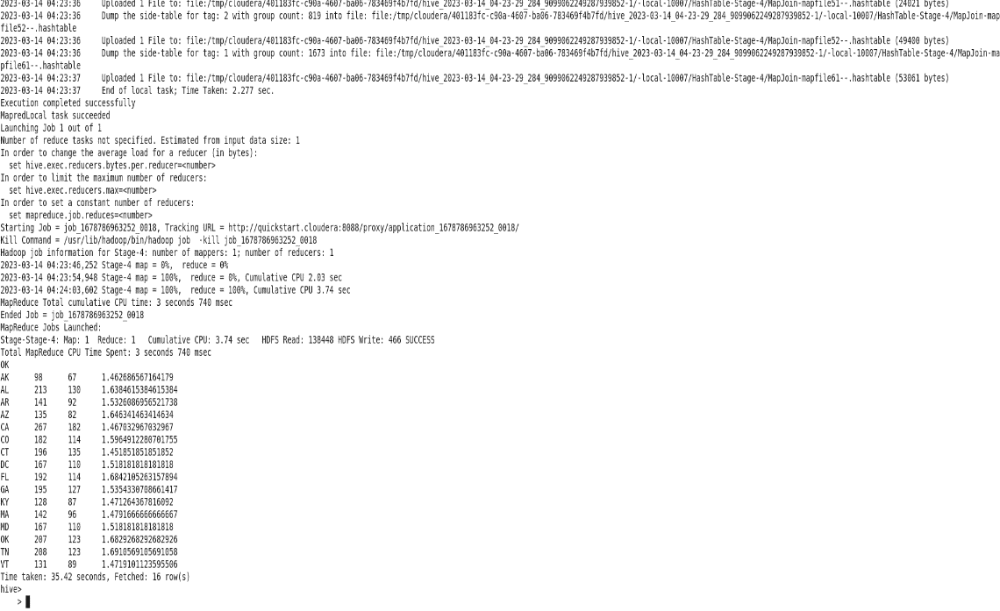 2023-03-14 04:23:36 Uploaded 1 File to: file:/tmp/cloudera/401183fc-c90a-4607-ba06-783469f4b7fd/hive_2023-03-14_04-23-29_284_9099062249287939852-1/-local-10007/HashTable-Stage-4/MapJoin-mapfile51--.hashtable (24021 bytes)
2023-03-14 04:23:36 Dump the side-table for tag: 2 with group count: 819 into file: file:/tmp/cloudera/401183fc-c90a-4607-ba06-783469f4b7fd/hive_2023-03-14_04-23-29_284_9099062249287939852-1/-local-10007/HashTable-Stage-4/MapJoin-map
file52--.hashtable
2023-03-14 04:23:36 Uploaded 1 File to: file:/tmp/cloudera/401183fc-c90a-4607-ba06-783469f4b7fd/hive_2023-03-14_04-23-29_284_9099062249287939852-1/-local-10007/HashTable-Stage-4/MapJoin-mapfile52--.hashtable (49400 bytes)
2023-03-14 04:23:36 Dump the side-table for tag: 1 with group count: 1673 into file: file:/tmp/cloudera/401183fc-c90a-4607-ba06-783469f4b7fd/hive_2023-03-14_04-23-29_284_9099062249287939852-1/-local-10007/HashTable-Stage-4/MapJoin-ma
pfile61--.hashtable
2023-03-14 04:23:37 Uploaded 1 File to: file:/tmp/cloudera/401183fc-c90a-4607-ba06-783469f4b7fd/hive_2023-03-14_04-23-29_284_9099062249287939852-1/-local-10007/HashTable-Stage-4/MapJoin-mapfile61--.hashtable (53061 bytes)
2023-03-14 04:23:37 End of local task; Time Taken: 2.277 sec.
Execution completed successfully
MapredLocal task succeeded
Launching Job 1 out of 1
Number of reduce tasks not specified. Estimated from input data size: 1
In order to change the average load for a reducer (in bytes):
  set hive.exec.reducers.bytes.per.reducer=<number>
In order to limit the maximum number of reducers:
  set hive.exec.reducers.max=<number>
In order to set a constant number of reducers:
  set mapreduce.job.reduces=<number>
Starting Job = job_1678786963252_0018, Tracking URL = http://quickstart.cloudera:8088/proxy/application_1678786963252_0018/
Kill Command = /usr/lib/hadoop/bin/hadoop job  -kill job_1678786963252_0018
Hadoop job information for Stage-4: number of mappers: 1; number of reducers: 1
2023-03-14 04:23:46,252 Stage-4 map = 0%,  reduce = 0%
2023-03-14 04:23:54,948 Stage-4 map = 100%,  reduce = 0%, Cumulative CPU 2.03 sec
2023-03-14 04:24:03,602 Stage-4 map = 100%,  reduce = 100%, Cumulative CPU 3.74 sec
MapReduce Total cumulative CPU time: 3 seconds 740 msec
Ended Job = job_1678786963252_0018
MapReduce Jobs Launched:
Stage-Stage-4: Map: 1  Reduce: 1   Cumulative CPU: 3.74 sec   HDFS Read: 138448 HDFS Write: 466 SUCCESS
Total MapReduce CPU Time Spent: 3 seconds 740 msec
OK
AK 98 67 1.462686567164179
AL 213 130 1.6384615384615384
AR 141 92 1.5326086956521738
AZ 135 82 1.646341463414634
CA 267 182 1.467032967032967
CO 182 114 1.5964912280701755
CT 196 135 1.451851851851852
DC 167 110 1.518181818181818
FL 192 114 1.6842105263157894
GA 195 127 1.5354330708661417
KY 128 87 1.471264367816092
MA 142 96 1.4791666666666667
MD 167 110 1.518181818181818
OK 207 123 1.6829268292682926
TN 208 123 1.6910569105691058
VT 131 89 1.4719101123595506
Time taken: 35.42 seconds, Fetched: 16 row(s)
hive>
    >